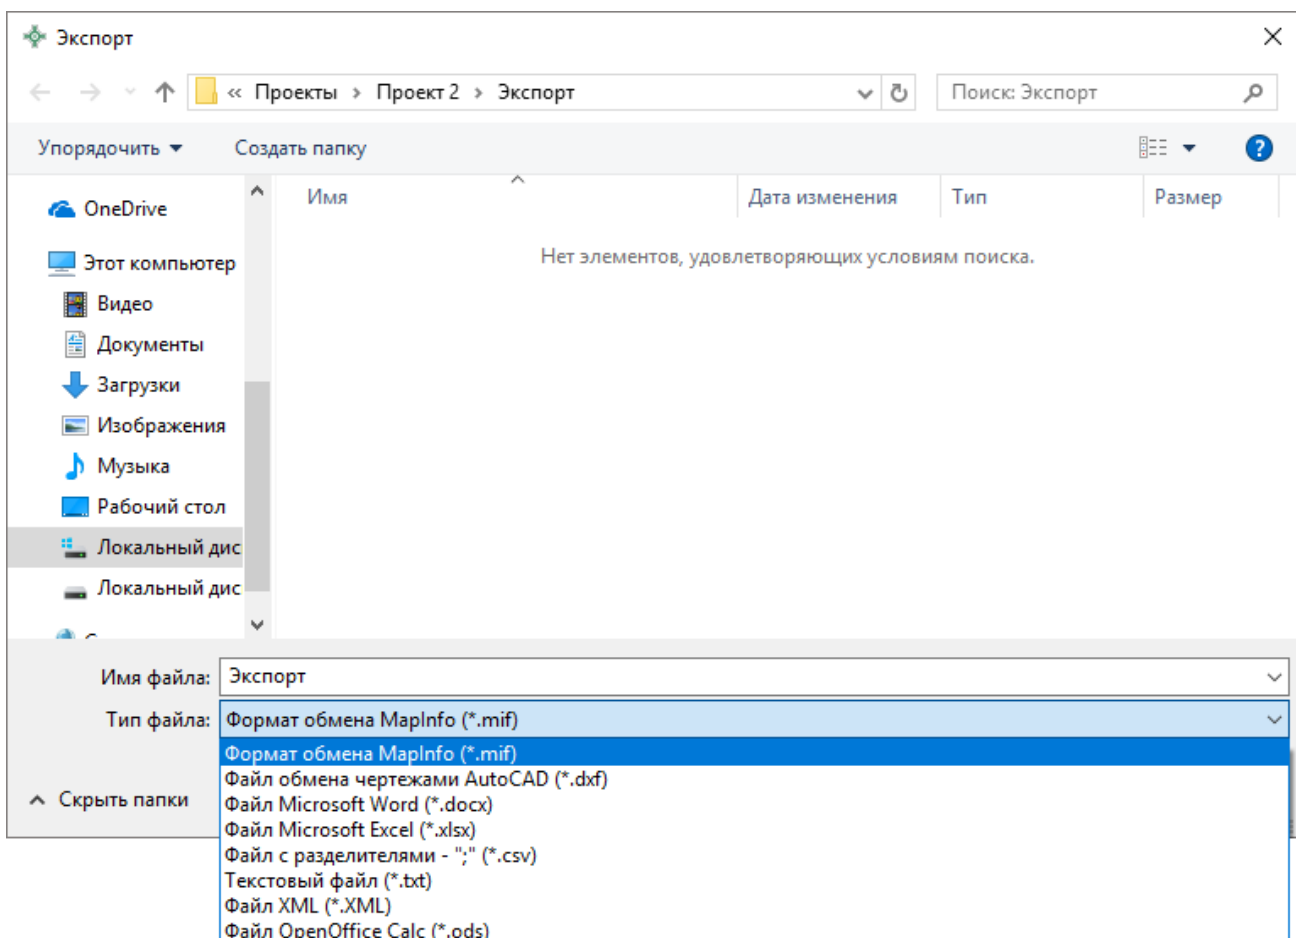 Экспорт
« Проекты › Проект 2 › Экспорт
Поиск: Экспорт
Упорядочить
Создать папку
Имя
Дата изменения
Тип
Размер
Нет элементов, удовлетворяющих условиям поиска.
OneDrive
Этот компьютер
Видео
Документы
Загрузки
Изображения
Музыка
Рабочий стол
Локальный дис
Локальный дис
Имя файла: Экспорт
Тип файла: Формат обмена MapInfo (*.mif)
Формат обмена MapInfo (*.mif)
Файл обмена чертежами AutoCAD (*.dxf)
Файл Microsoft Word (*.docx)
Файл Microsoft Excel (*.xlsx)
Файл с разделителями - ";" (*.csv)
Текстовый файл (*.txt)
Файл XML (*.XML)
Файл OpenOffice Calc (*.ods)
Скрыть папки